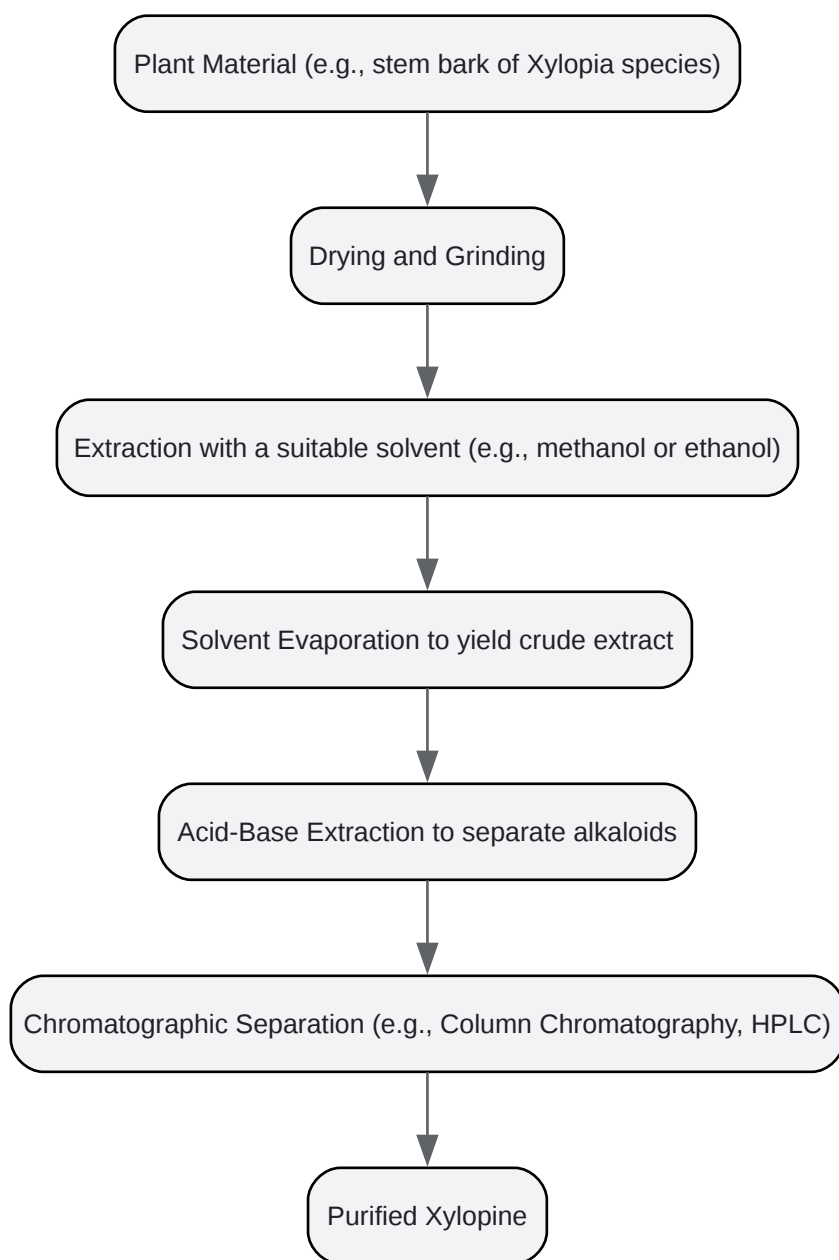 Plant Material (e.g., stem bark of Xylopia species)
Drying and Grinding
Extraction with a suitable solvent (e.g., methanol or ethanol)
Solvent Evaporation to yield crude extract
Acid-Base Extraction to separate alkaloids
Chromatographic Separation (e.g., Column Chromatography, HPLC)
Purified Xylopine